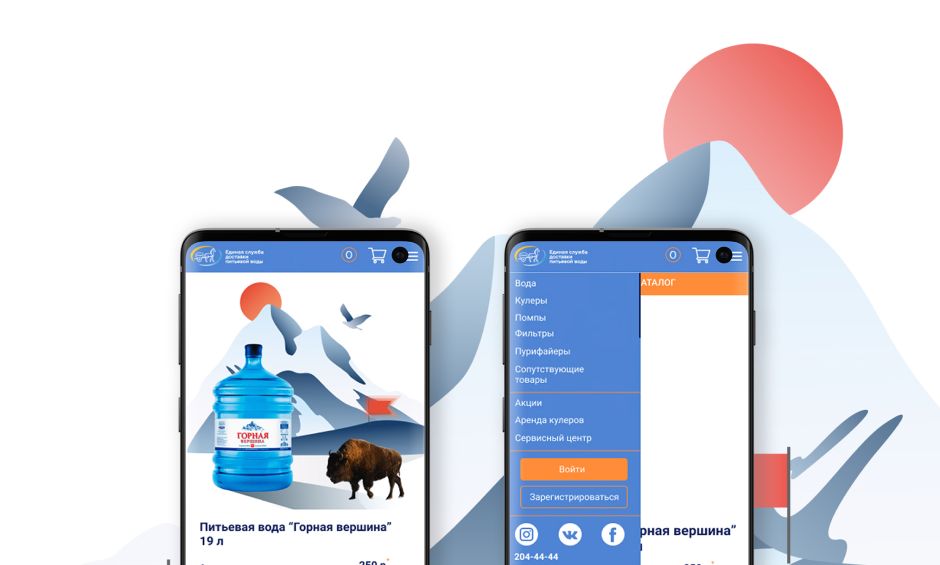 Единая служба
доставки
питьевой воды
0
ГОРНАЯ
ВЕРШИНА
Питьевая вода “Горная вершина”
19 л
250 р
Единая служба
доставки
питьевой воды
0
АТАЛОГ
Вода
Кулеры
Помпы
Фильтры
Пурифайеры
Сопутствующие
товары
Акции
Аренда кулеров
Сервисный центр
Войти
Зарегистрироваться
204-44-44
орная вершина”